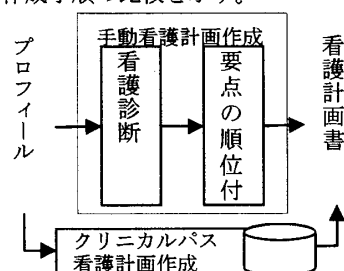 作成手順の比較を示す。
手動看護計画作成
プロフィール
看護診断
要点の順位付
看護計画書
クリニカルパス
看護計画作成